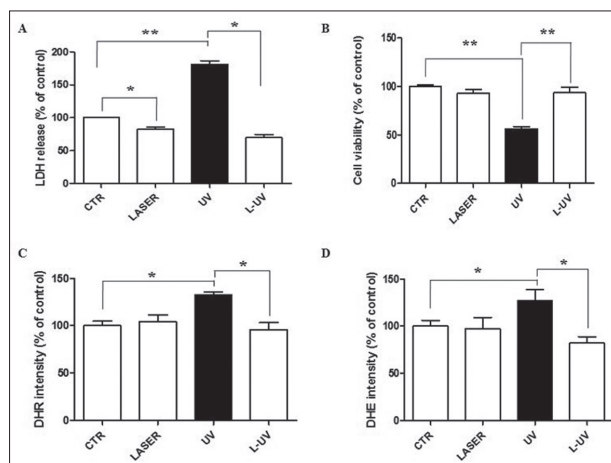 A
LDH release (% of control)
200
150
100
50
0
CTR
LASER
UV
L-UV
**
*
*
B
Cell viability (% of control)
150
100
50
0
CTR
LASER
UV
L-UV
**
**
C
DHR intensity (% of control)
150
100
50
0
CTR
LASER
UV
L-UV
*
*
D
DHE intensity (% of control)
150
100
50
0
CTR
LASER
UV
L-UV
*
*